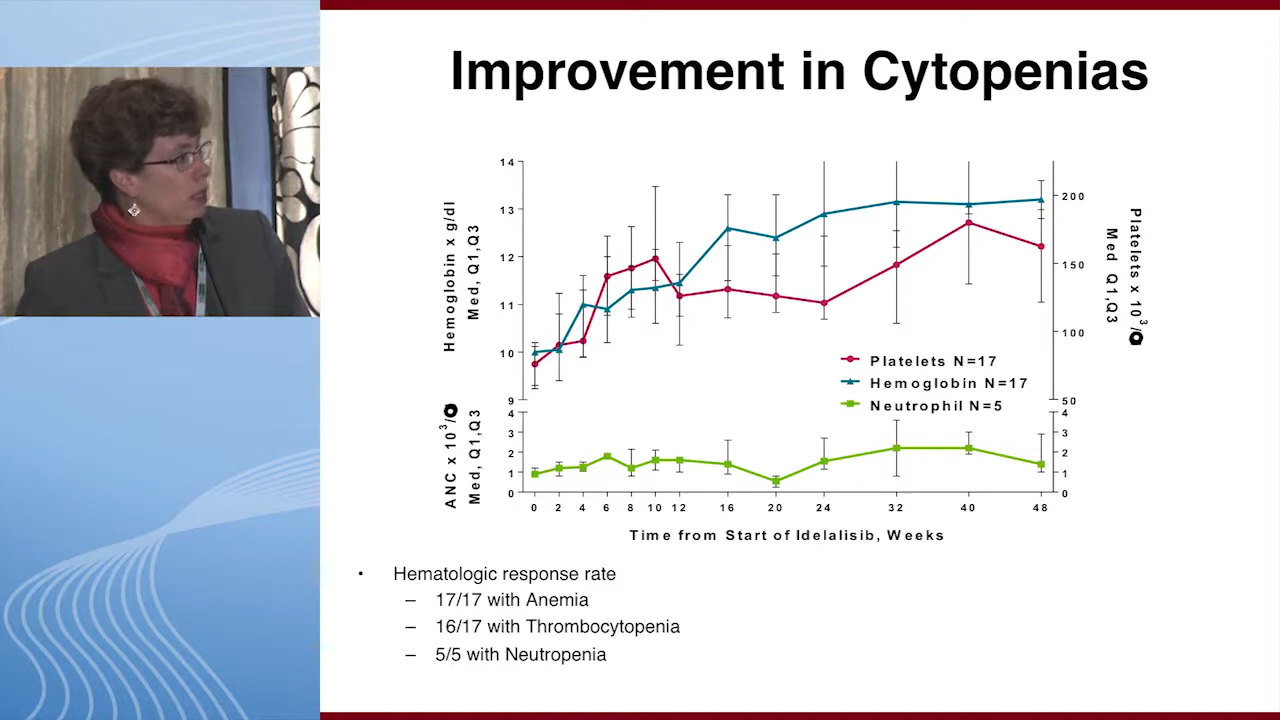 Improvement in Cytopenias
Hemoglobin x g/dl
Med, Q1,Q3
14
13
12
11
10
9
200
150
100
50
Platelets x 10³/
Med Q1,Q3
Platelets N=17
Hemoglobin N=17
Neutrophil N=5
ANC x 10³/
Med, Q1,Q3
4
3
2
1
0
4
3
2
1
0
0 2 4 6 8 10 12 16 20 24 32 40 48
Time from Start of Idelalisib, Weeks
• Hematologic response rate
– 17/17 with Anemia
– 16/17 with Thrombocytopenia
– 5/5 with Neutropenia